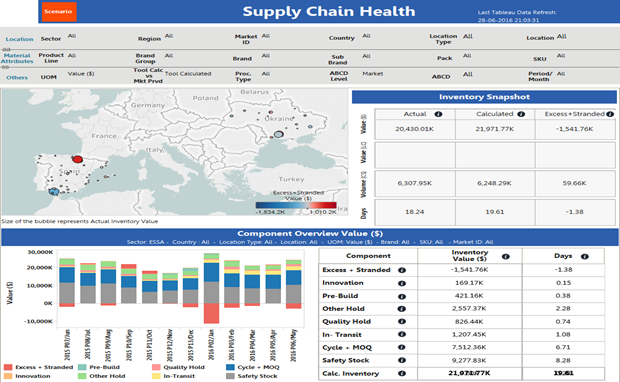 Scenario
Supply Chain Health
Last Tableau Data Refresh:
28-06-2016 21:03:31
Location Sector All Region All Market ID All Country All Location Type All Location All
Material Attributes Product Line All Brand Group All Brand All Sub Brand All Pack All SKU All
Others UOM Value ($) Tool Calc vs Mkt Prvd Tool Calculated Proc. Type All ABCD Level Market ABCD All Period/Month All
Belarus
Poland
Germany
Ukraine
France
Italy
Spain
Turkey
Excess+Stranded
Value ($)
-1,834.2K 1,010.2K
Size of the bubble represents Actual Inventory Value
Inventory Snapshot
Actual Calculated Excess+Stranded
Value ($) 20,430.01K 21,971.77K -1,541.76K
Volume 6,307.95K 6,248.29K 59.66K
Days 18.24 19.61 -1.38
Component Overview Value ($)
Sector: ESSA - Country : All - Location Type: All - Location: All - UOM: Value ($) - Brand: All - SKU: All - Market ID: All
Value ($)
30,000K
20,000K
10,000K
0K
-10,000K
2015 P07/Jun
2015 P08/Jul
2015 P10/Sep
2015 P11/Oct
2015 P12/Nov
2016 P02/Jan
2016 P03/Feb
2016 P04/Mar
2016 P05/Apr
2016 P06/May
Excess + Stranded Pre-Build Quality Hold Cycle + MOQ
Innovation Other Hold In-Transit Safety Stock
Component Inventory Value ($) Days
Excess + Stranded -1,541.76K -1.38
Innovation 169.17K 0.15
Pre-Build 421.16K 0.38
Other Hold 2,557.37K 2.28
Quality Hold 826.44K 0.74
In- Transit 1,207.45K 1.08
Cycle + MOQ 7,512.36K 6.71
Safety Stock 9,277.83K 8.28
Calc. Inventory